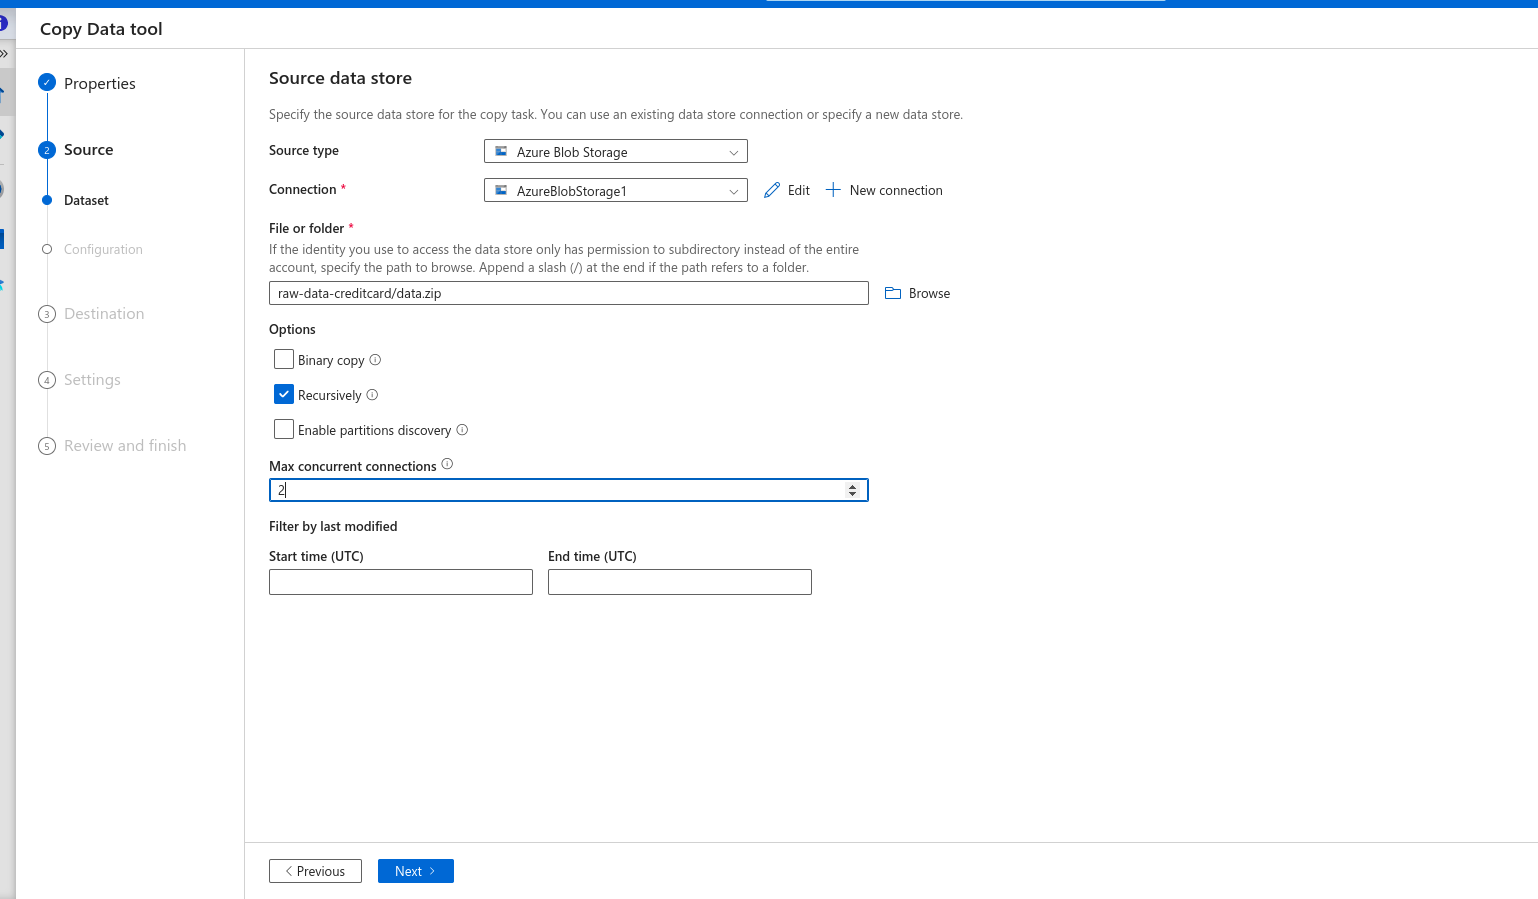 Copy Data tool
Properties
2 Source
Dataset
Configuration
3 Destination
4 Settings
5 Review and finish
Source data store
Specify the source data store for the copy task. You can use an existing data store connection or specify a new data store.
Source type Azure Blob Storage
Connection * AzureBlobStorage1 Edit New connection
File or folder *
If the identity you use to access the data store only has permission to subdirectory instead of the entire
account, specify the path to browse. Append a slash (/) at the end if the path refers to a folder.
raw-data-creditcard/data.zip Browse
Options
Binary copy
Recursively
Enable partitions discovery
Max concurrent connections
2
Filter by last modified
Start time (UTC) End time (UTC)
Previous Next